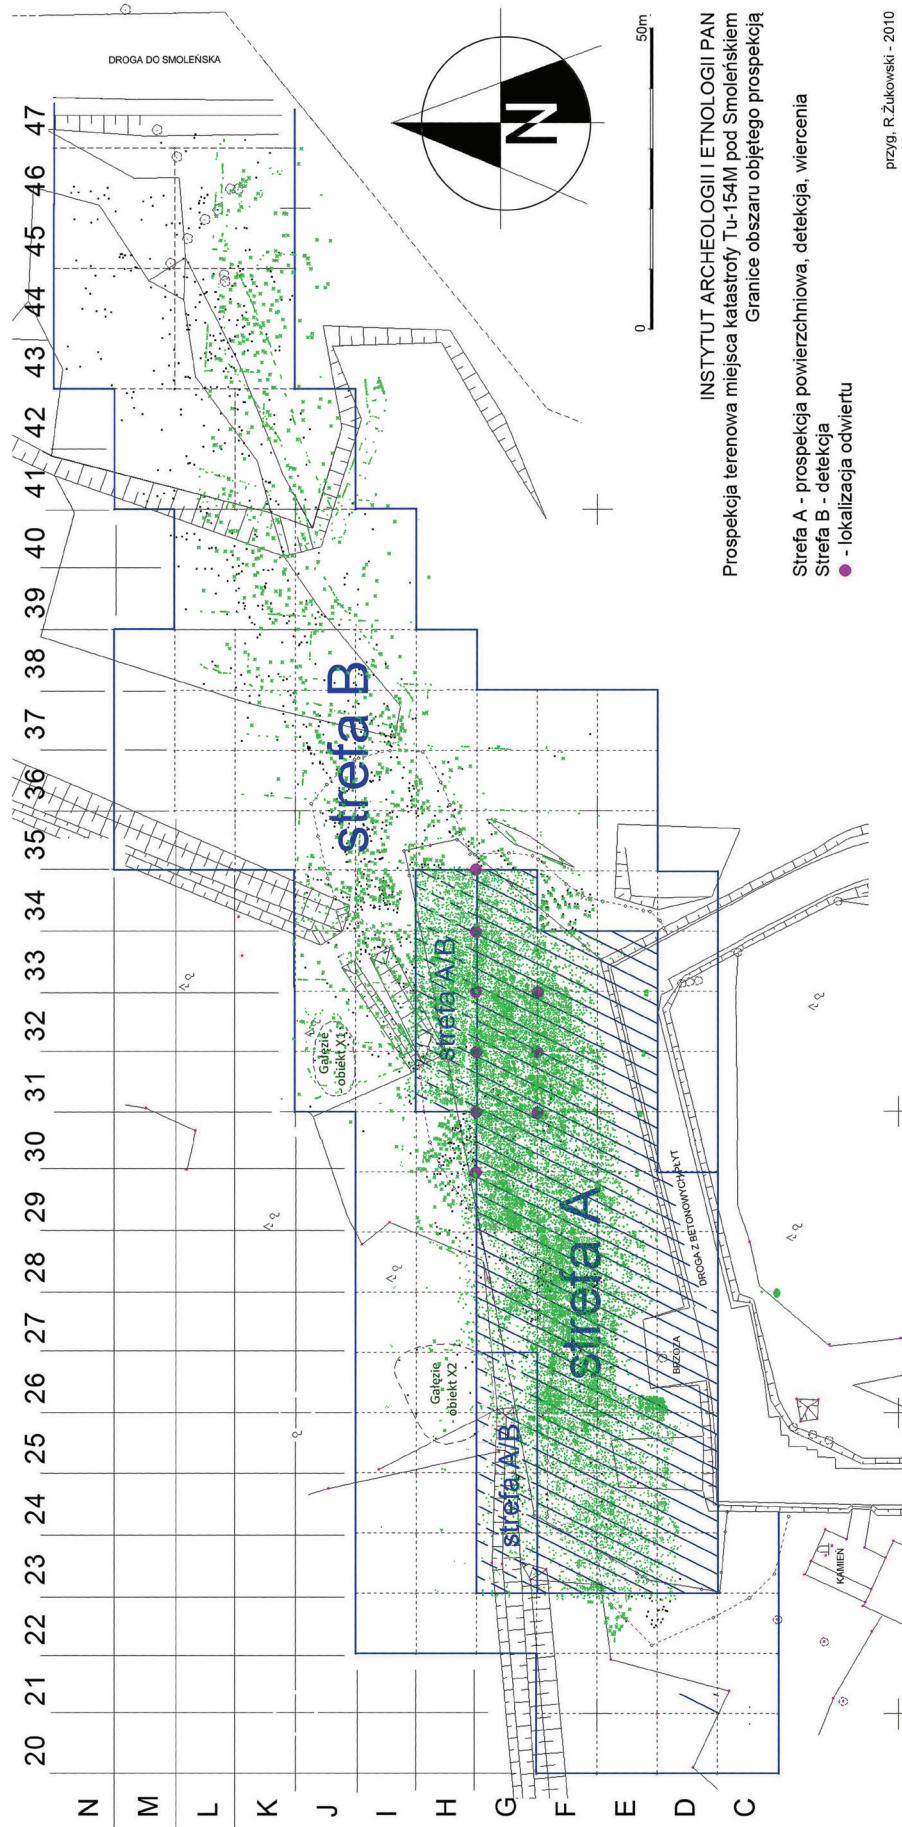 DROGA DO SMOLEŃSKA
N
0
50m
INSTYTUT ARCHEOLOGII I ETNOLOGII PAN
Prospekcja terenowa miejsca katastrofy Tu-154M pod Smoleńskiem
Granice obszaru objętego prospekcją
Strefa A - prospekcja powierzchniowa, detekcja, wiercenia
Strefa B - detekcja
- lokalizacja odwiertu
przyg, R.Żukowski - 2010
20 21 22 23 24 25 26 27 28 29 30 31 32 33 34 35 36 37 38 39 40 41 42 43 44 45 46 47
N
M
L
K
J
I
H
G
F
E
D
C
strefa B
strefa A/B
strefa A
strefa A/B
Gałęzie
obiekt X1
Gałęzie
- obiekt X2
DROGA Z BETONOWYCH PŁYT
BRZOZA
KAMIEŃ